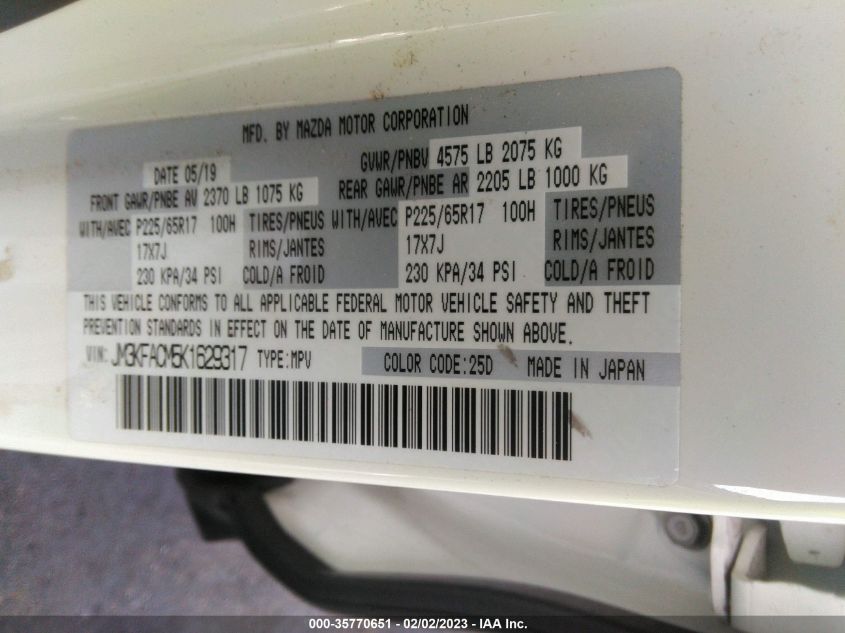 MFD. BY MAZDA MOTOR CORPORATION
DATE 05/19 GVWR/PNBV 4575 LB 2075 KG
FRONT GAWR/PNBE AV 2370 LB 1075 KG REAR GAWR/PNBE AR 2205 LB 1000 KG
WITH/AVEC P225/65R17 100H TIRES/PNEUS WITH/AVEC P225/65R17 100H TIRES/PNEUS
17X7J RIMS/JANTES 17X7J RIMS/JANTES
230 KPA/34 PSI COLD/A FROID 230 KPA/34 PSI COLD/A FROID
THIS VEHICLE CONFORMS TO ALL APPLICABLE FEDERAL MOTOR VEHICLE SAFETY AND THEFT
PREVENTION STANDARDS IN EFFECT ON THE DATE OF MANUFACTURE SHOWN ABOVE.
VIN: JM3KFACM5K1629317 TYPE:MPV COLOR CODE:25D MADE IN JAPAN
000-35770651 - 02/02/2023 - IAA Inc.